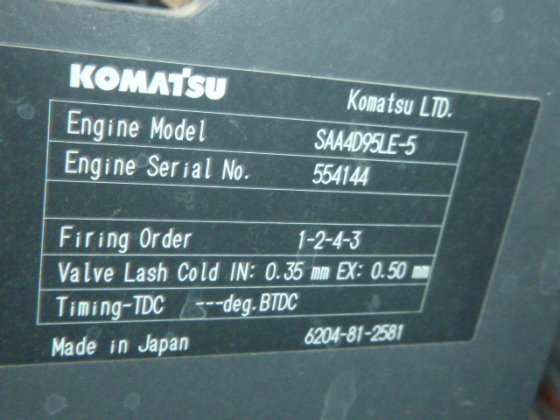 KOMATSU
Komatsu LTD.
Engine Model SAA4D95LE-5
Engine Serial No. 554144
Firing Order 1-2-4-3
Valve Lash Cold IN: 0.35 mm EX: 0.50 mm
Timing-TDC ---deg.BTDC
Made in Japan 6204-81-2581